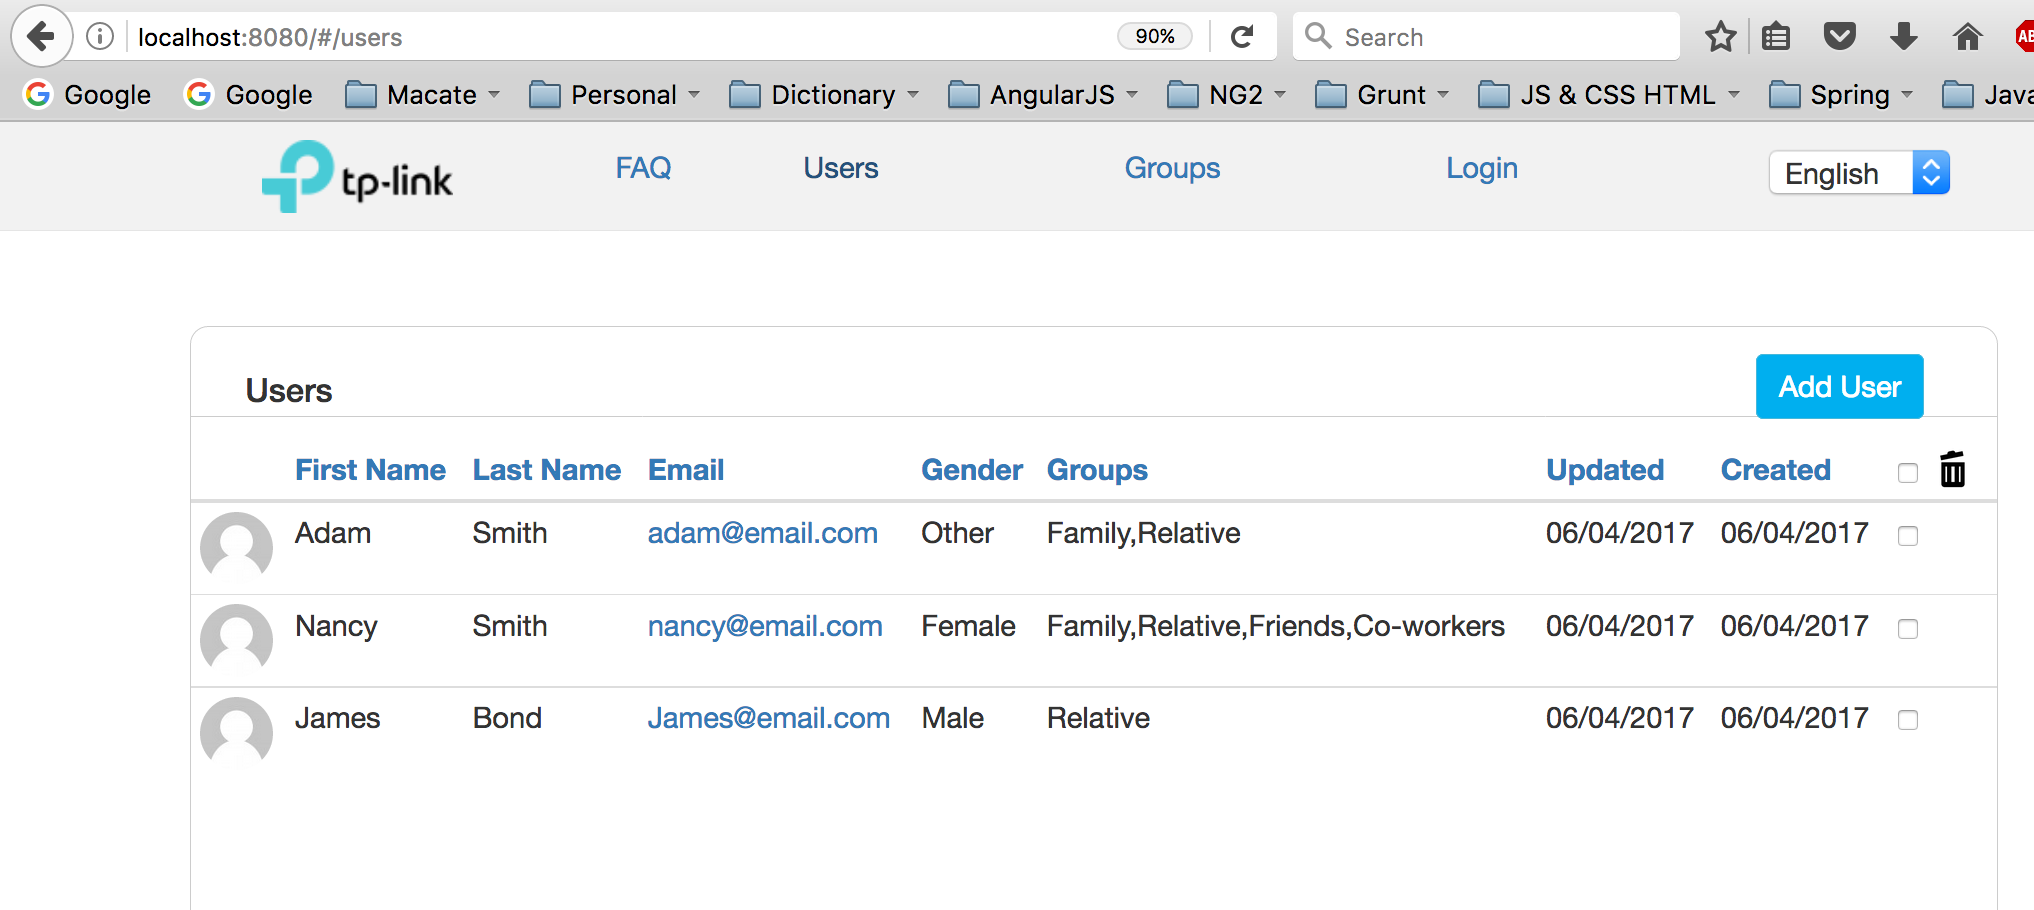 localhost:8080/#/users 90% Search
Google Google Macate Personal Dictionary AngularJS NG2 Grunt JS & CSS HTML Spring Java
tp-link FAQ Users Groups Login English
Users Add User
First Name Last Name Email Gender Groups Updated Created
Adam Smith adam@email.com Other Family,Relative 06/04/2017 06/04/2017
Nancy Smith nancy@email.com Female Family,Relative,Friends,Co-workers 06/04/2017 06/04/2017
James Bond James@email.com Male Relative 06/04/2017 06/04/2017